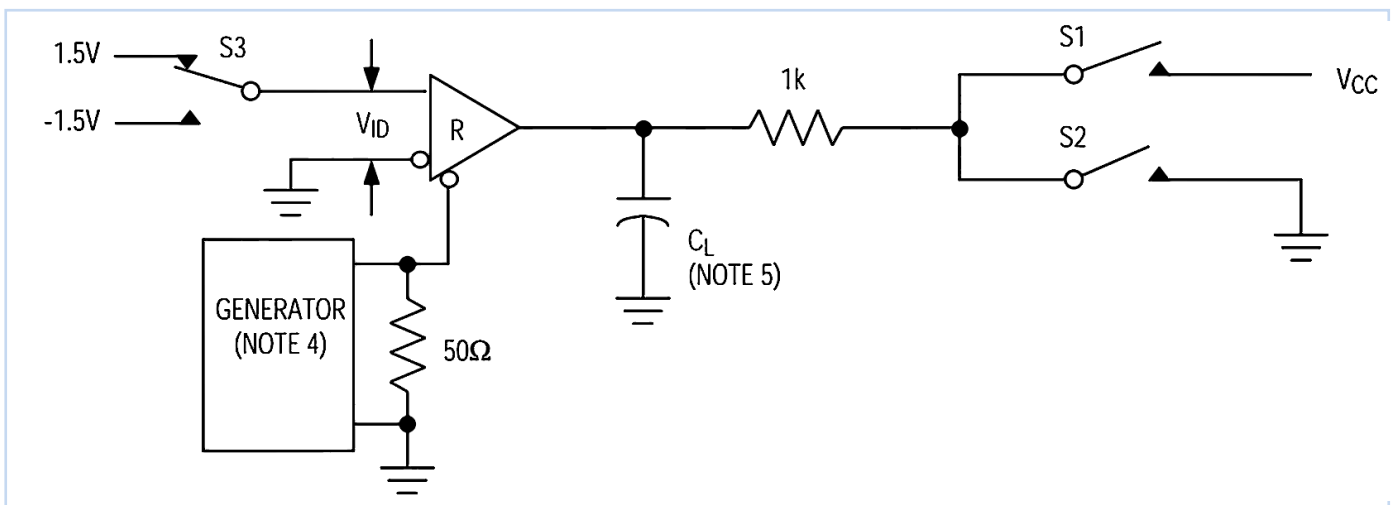 1.5V
S3
-1.5V
VID
R
1k
S1
VCC
S2
CL
(NOTE 5)
GENERATOR
(NOTE 4)
50Ω